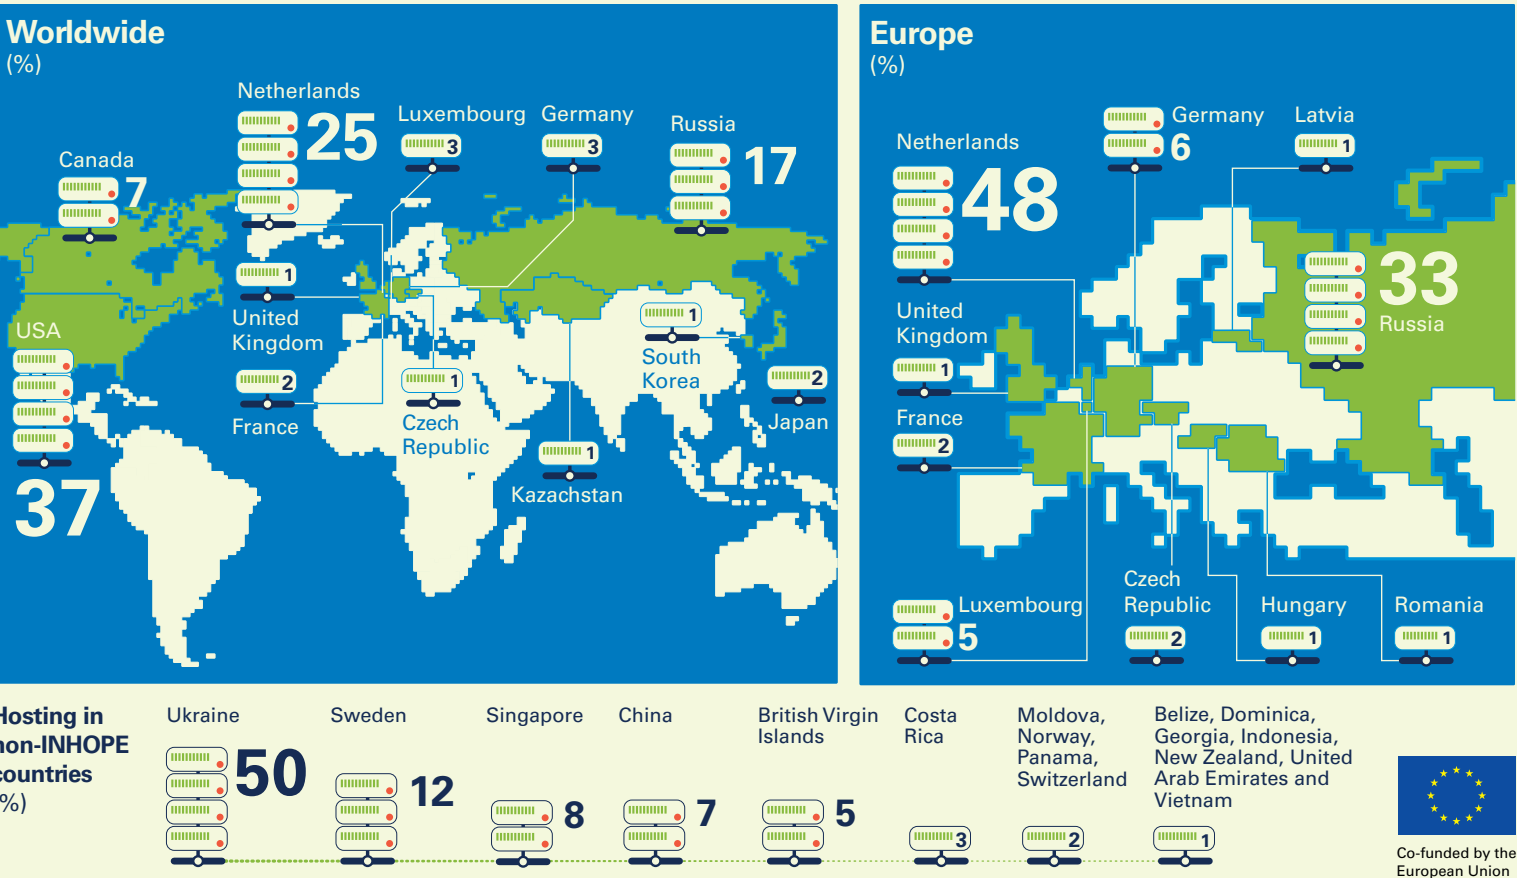 Worldwide
(%)
Netherlands
25
Luxembourg
3
Germany
3
Russia
17
Canada
7
1
United
Kingdom
USA
37
2
France
1
Czech
Republic
1
South
Korea
2
Japan
1
Kazachstan
Europe
(%)
Netherlands
48
Germany
6
Latvia
1
33
Russia
United
Kingdom
1
France
2
Luxembourg
5
Czech
Republic
2
Hungary
1
Romania
1
Hosting in
non-INHOPE
countries
%)
Ukraine
50
Sweden
12
Singapore
8
China
7
British Virgin
Islands
5
Costa
Rica
3
Moldova,
Norway,
Panama,
Switzerland
2
Belize, Dominica,
Georgia, Indonesia,
New Zealand, United
Arab Emirates and
Vietnam
1
Co-funded by the
European Union